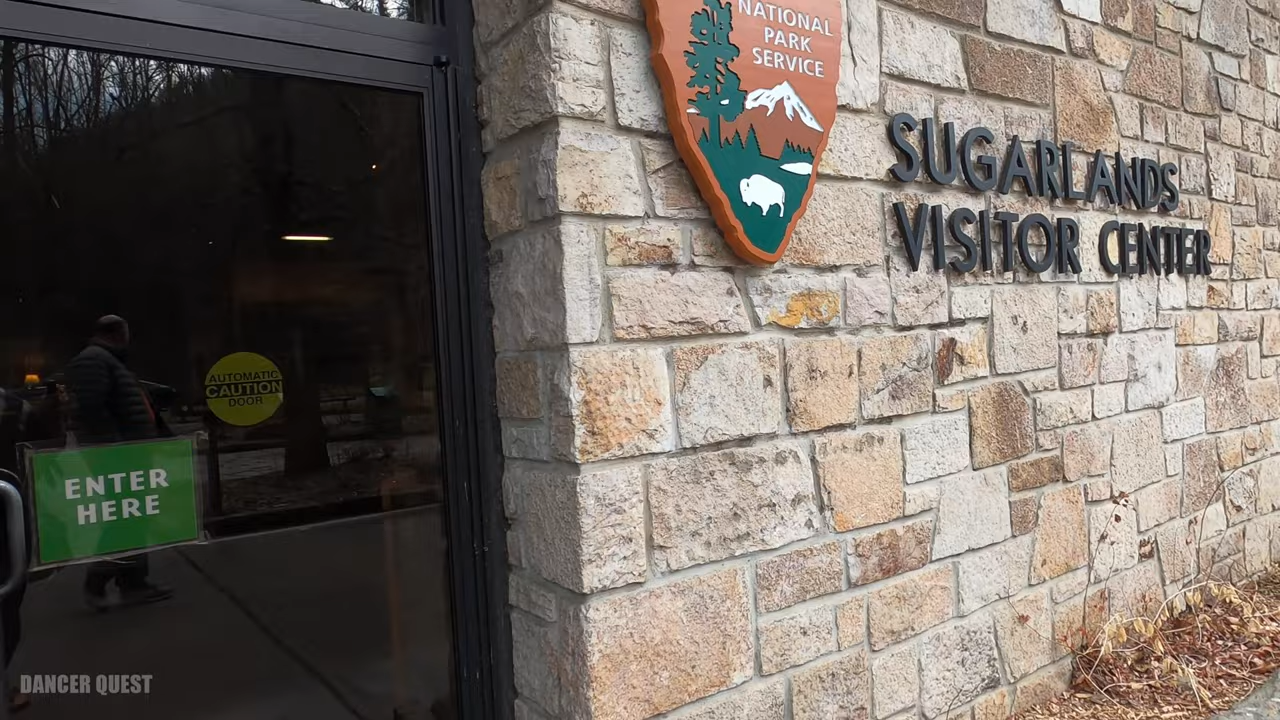 NATIONAL
PARK
SERVICE
SUGARLANDS
VISITOR CENTER
AUTOMATIC
CAUTION
DOOR
ENTER
HERE
DANCER QUEST